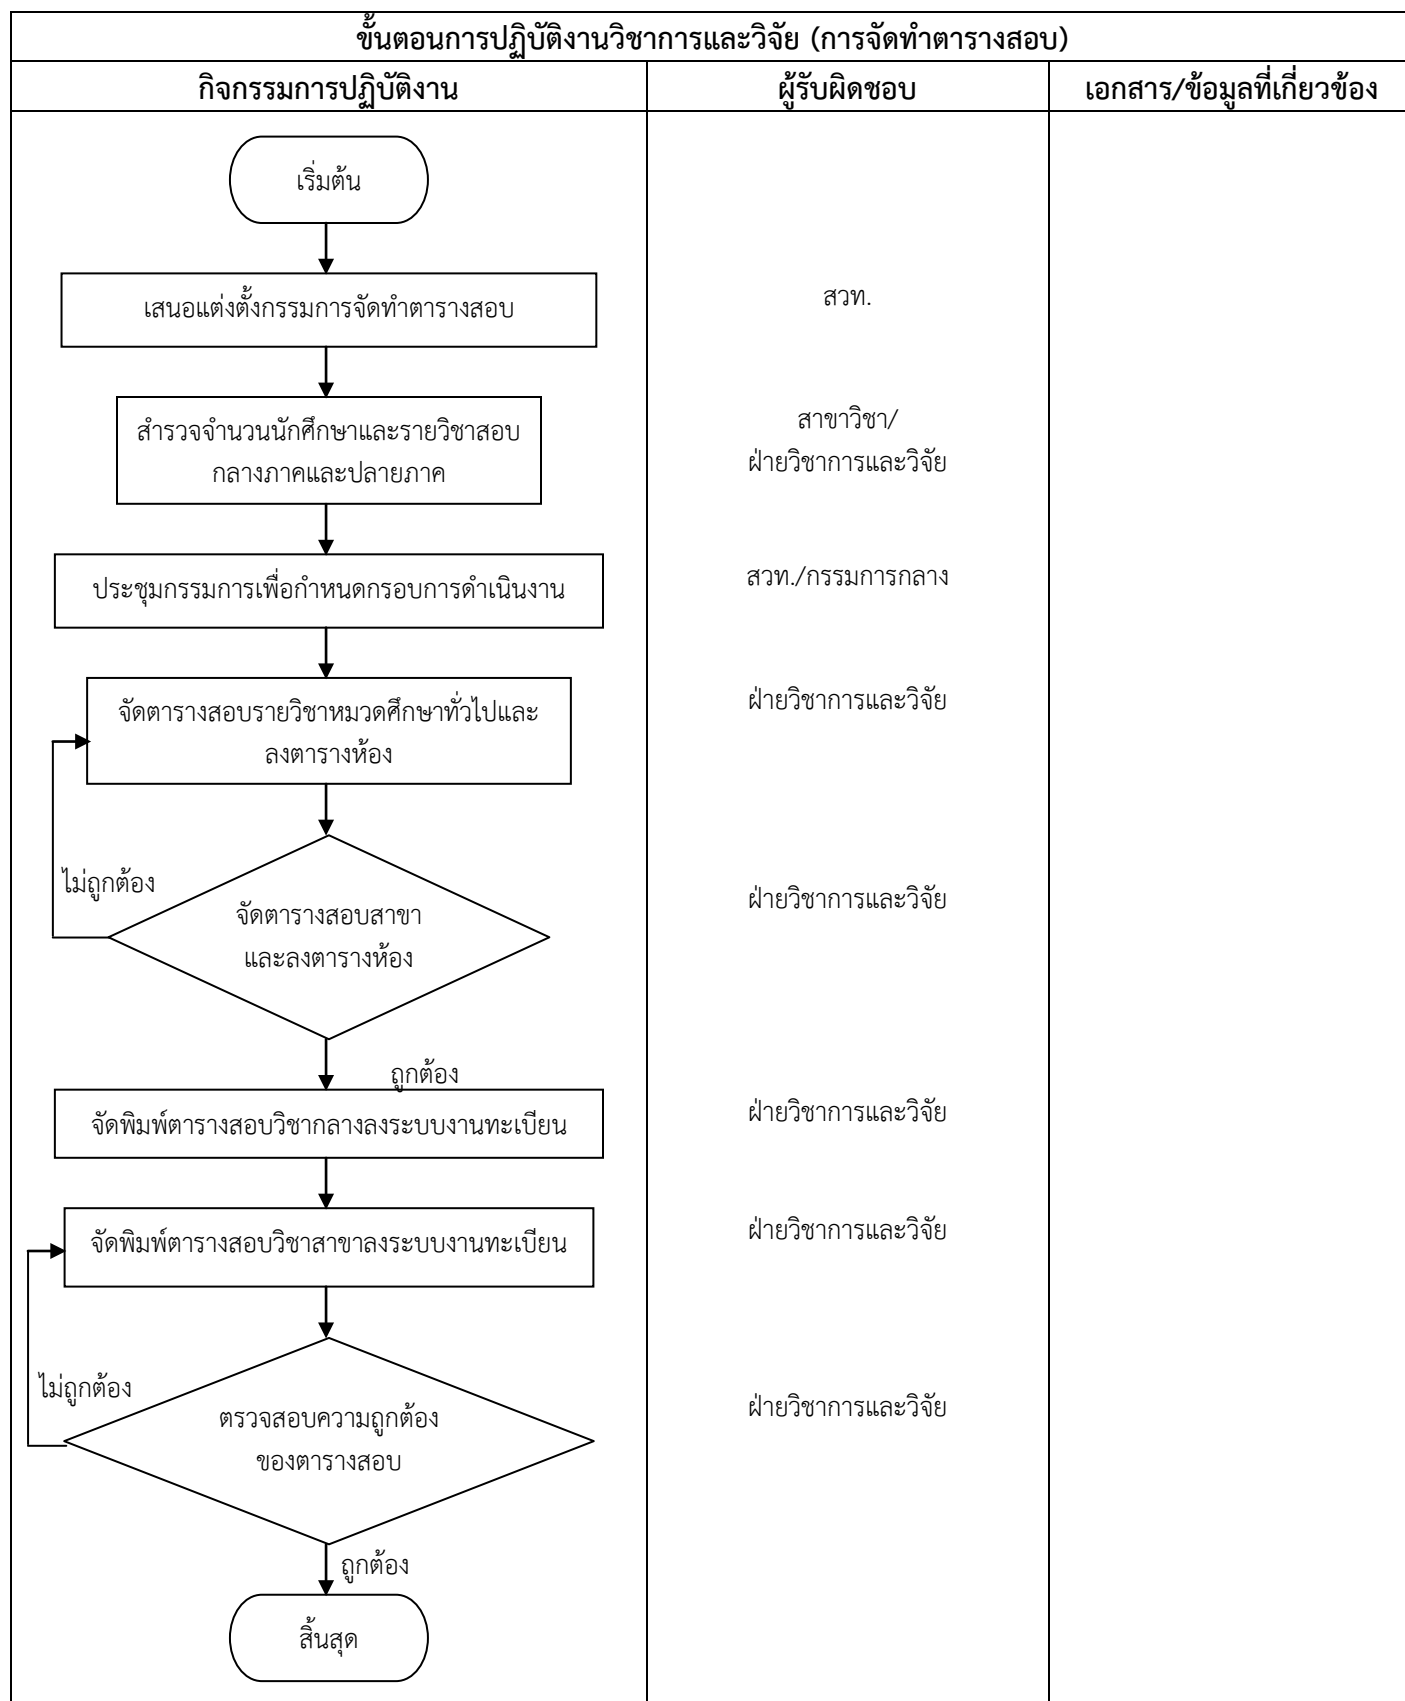 ขั้นตอนการปฏิบัติงานวิชาการและวิจัย (การจัดทำตารางสอบ)
กิจกรรมการปฏิบัติงาน
ผู้รับผิดชอบ
เอกสาร/ข้อมูลที่เกี่ยวข้อง
เริ่มต้น
เสนอแต่งตั้งกรรมการจัดทำตารางสอบ
สวท.
สำรวจจำนวนนักศึกษาและรายวิชาสอบ
กลางภาคและปลายภาค
สาขาวิชา/
ฝ่ายวิชาการและวิจัย
ประชุมกรรมการเพื่อกำหนดกรอบการดำเนินงาน
สวท./กรรมการกลาง
จัดตารางสอบรายวิชาหมวดศึกษาทั่วไปและ
ลงตารางห้อง
ฝ่ายวิชาการและวิจัย
ไม่ถูกต้อง
จัดตารางสอบสาขา
และลงตารางห้อง
ฝ่ายวิชาการและวิจัย
ถูกต้อง
จัดพิมพ์ตารางสอบวิชากลางลงระบบงานทะเบียน
ฝ่ายวิชาการและวิจัย
จัดพิมพ์ตารางสอบวิชาสาขาลงระบบงานทะเบียน
ฝ่ายวิชาการและวิจัย
ไม่ถูกต้อง
ตรวจสอบความถูกต้อง
ของตารางสอบ
ฝ่ายวิชาการและวิจัย
ถูกต้อง
สิ้นสุด